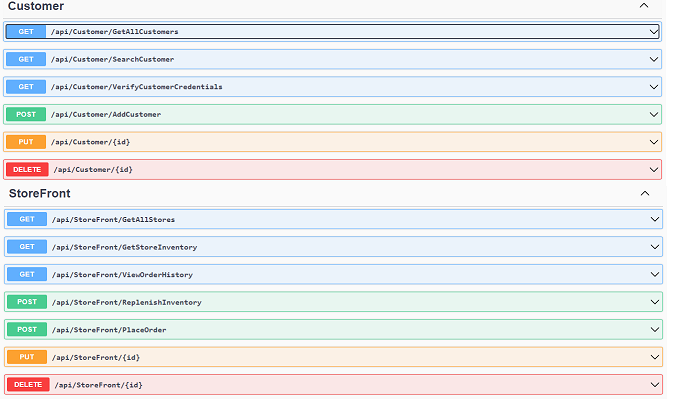 Customer
GET /api/Customer/GetAllCustomers
GET /api/Customer/SearchCustomer
GET /api/Customer/VerifyCustomerCredentials
POST /api/Customer/AddCustomer
PUT /api/Customer/{id}
DELETE /api/Customer/{id}
StoreFront
GET /api/StoreFront/GetAllStores
GET /api/StoreFront/GetStoreInventory
GET /api/StoreFront/ViewOrderHistory
POST /api/StoreFront/ReplenishInventory
POST /api/StoreFront/PlaceOrder
PUT /api/StoreFront/{id}
DELETE /api/StoreFront/{id}